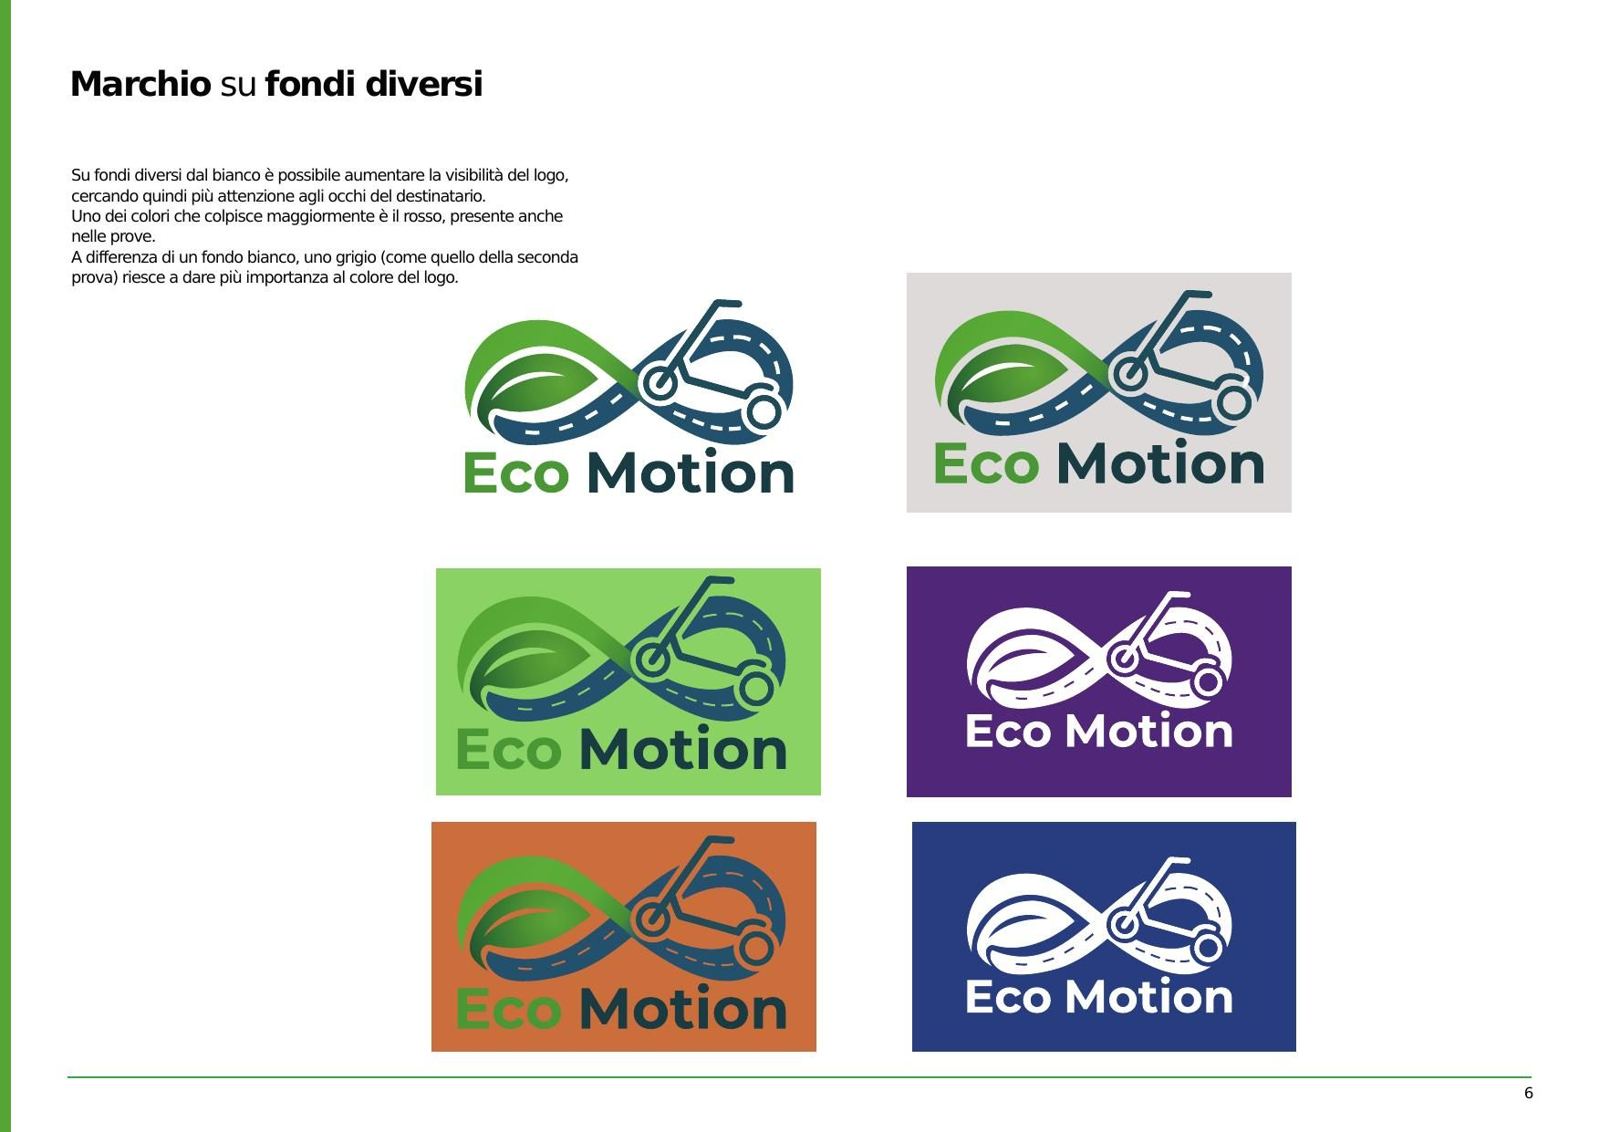 Marchio su fondi diversi
Su fondi diversi dal bianco è possibile aumentare la visibilità del logo,
cercando quindi più attenzione agli occhi del destinatario.
Uno dei colori che colpisce maggiormente è il rosso, presente anche
nelle prove.
A differenza di un fondo bianco, uno grigio (come quello della seconda
prova) riesce a dare più importanza al colore del logo.
Eco Motion
Eco Motion
Eco Motion
Eco Motion
Eco Motion
Eco Motion
6